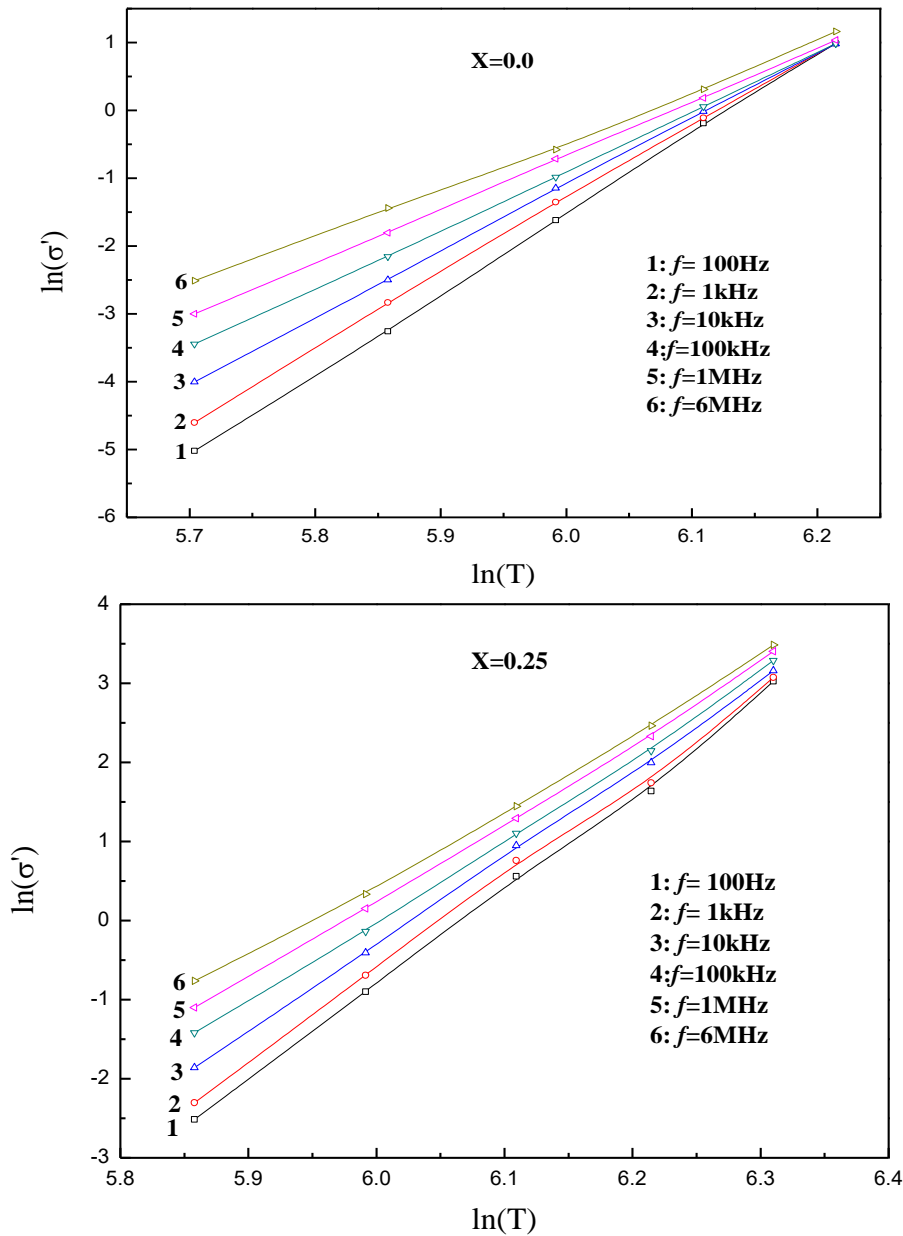 X=0.0
1
0
-1
-2
-3
-4
-5
-6
ln(σ')
6
5
4
3
2
1
1: f= 100Hz
2: f= 1kHz
3: f=10kHz
4:f=100kHz
5: f=1MHz
6: f=6MHz
5.7 5.8 5.9 6.0 6.1 6.2
ln(T)
X=0.25
4
3
2
1
0
-1
-2
-3
ln(σ')
6
5
4
3
2
1
1: f= 100Hz
2: f= 1kHz
3: f=10kHz
4:f=100kHz
5: f=1MHz
6: f=6MHz
5.8 5.9 6.0 6.1 6.2 6.3 6.4
ln(T)